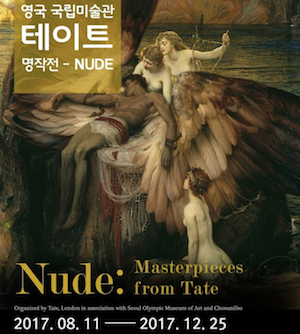 영국 국립미술관
테이트
명작전 - NUDE
Nude: Masterpieces
from Tate
Organized by Tate, London in association with Seoul Olympic Museum of Art and Chosunilbo
2017. 08. 11 —— 2017. 12. 25